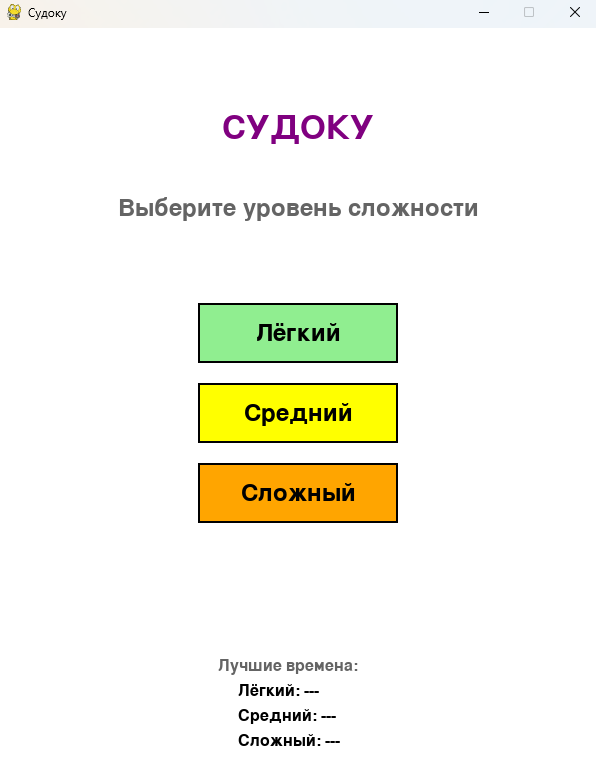 Судоку
СУДОКУ
Выберите уровень сложности
Лёгкий
Средний
Сложный
Лучшие времена:
Лёгкий: ---
Средний: ---
Сложный: ---